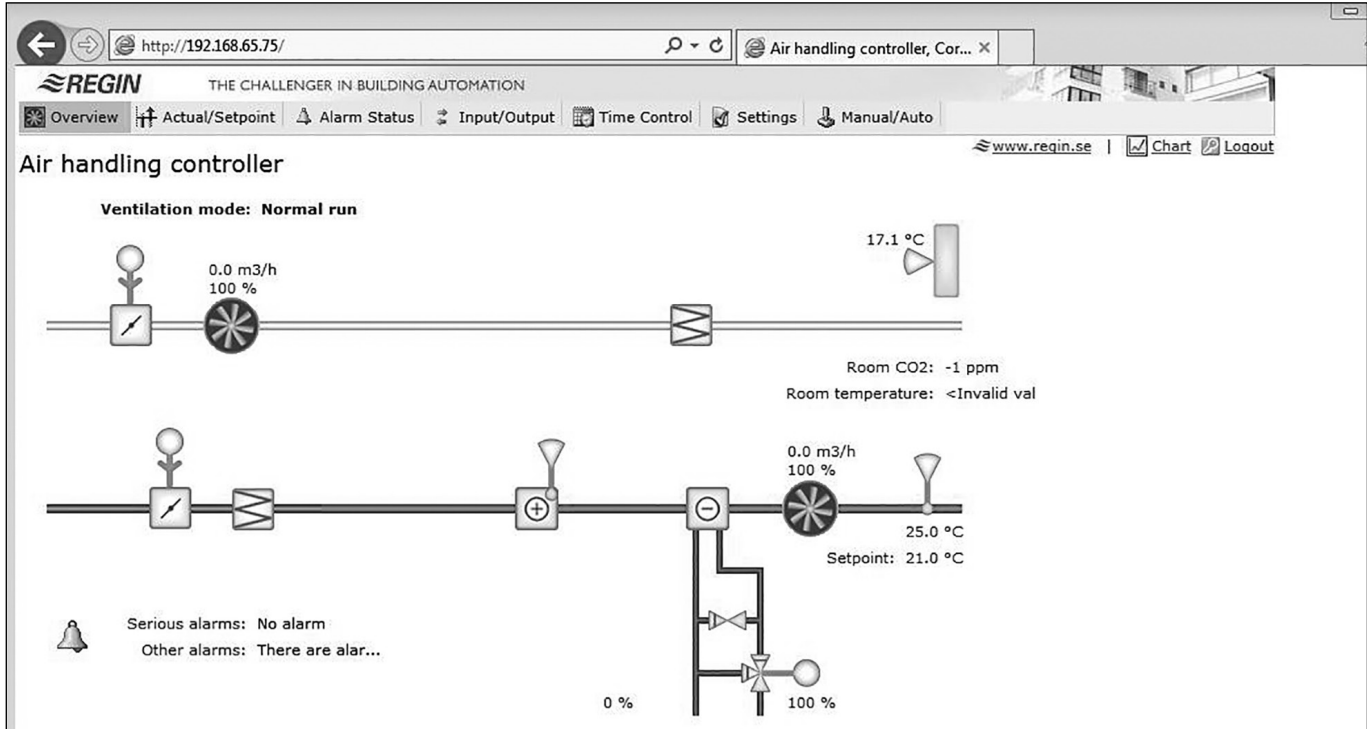 http://192.168.65.75/
Air handling controller, Cor...
REGIN THE CHALLENGER IN BUILDING AUTOMATION
Overview Actual/Setpoint Alarm Status Input/Output Time Control Settings Manual/Auto
www.regin.se | Chart Logout
Air handling controller
Ventilation mode: Normal run
17.1 °C
0.0 m3/h
100 %
Room CO2: -1 ppm
Room temperature: <Invalid val
0.0 m3/h
100 %
25.0 °C
Setpoint: 21.0 °C
Serious alarms: No alarm
Other alarms: There are alar...
0 % 100 %